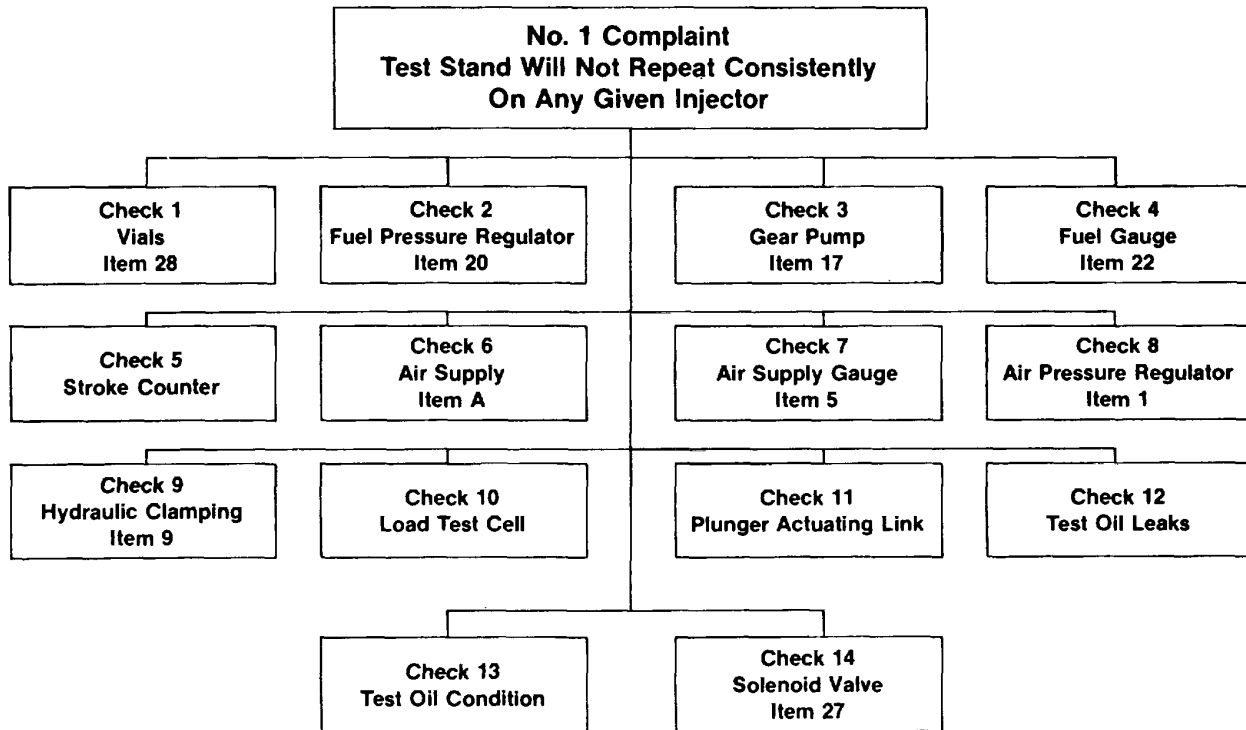 No. 1 Complaint
Test Stand Will Not Repeat Consistently
On Any Given Injector
Check 1
Vials
Item 28
Check 2
Fuel Pressure Regulator
Item 20
Check 3
Gear Pump
Item 17
Check 4
Fuel Gauge
Item 22
Check 5
Stroke Counter
Check 6
Air Supply
Item A
Check 7
Air Supply Gauge
Item 5
Check 8
Air Pressure Regulator
Item 1
Check 9
Hydraulic Clamping
Item 9
Check 10
Load Test Cell
Check 11
Plunger Actuating Link
Check 12
Test Oil Leaks
Check 13
Test Oil Condition
Check 14
Solenoid Valve
Item 27